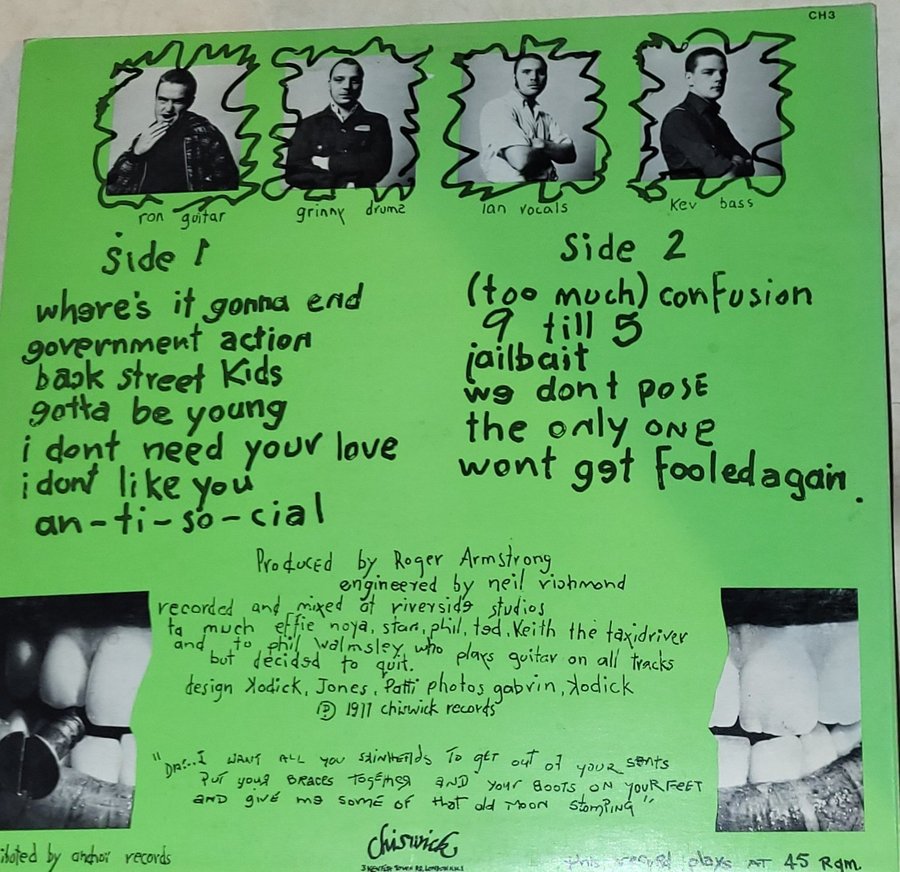 CH3
ron guitar
grinny drums
Ian vocals
Kev bass
Side 1
where's it gonna end
government action
back street Kids
gotta be young
i dont need your love
i dont like you
an-ti-so-cial
Side 2
(too much) confusion
9 till 5
jailbait
we dont pose
the only one
wont get fooled again.
Produced by Roger Armstrong
engineered by neil richmond
recorded and mixed at riverside studios
ta much effie noya, stan, phil, ted, Keith the taxidriver
and to phil Walmsley, who plays guitar on all tracks
but decided to quit.
design Kodick, Jones, Patti photos gabrin, Kodick
Ⓟ 1977 chiswick records
I WANT ALL YOU SKINHEADS TO GET OUT OF YOUR SEATS
PUT YOUR BRACES TOGETHER AND YOUR BOOTS ON YOUR FEET
AND GIVE ME SOME OF that old MOON Stomping"
chiswick
ibuted by anchor records
this record plays AT 45 Rpm.